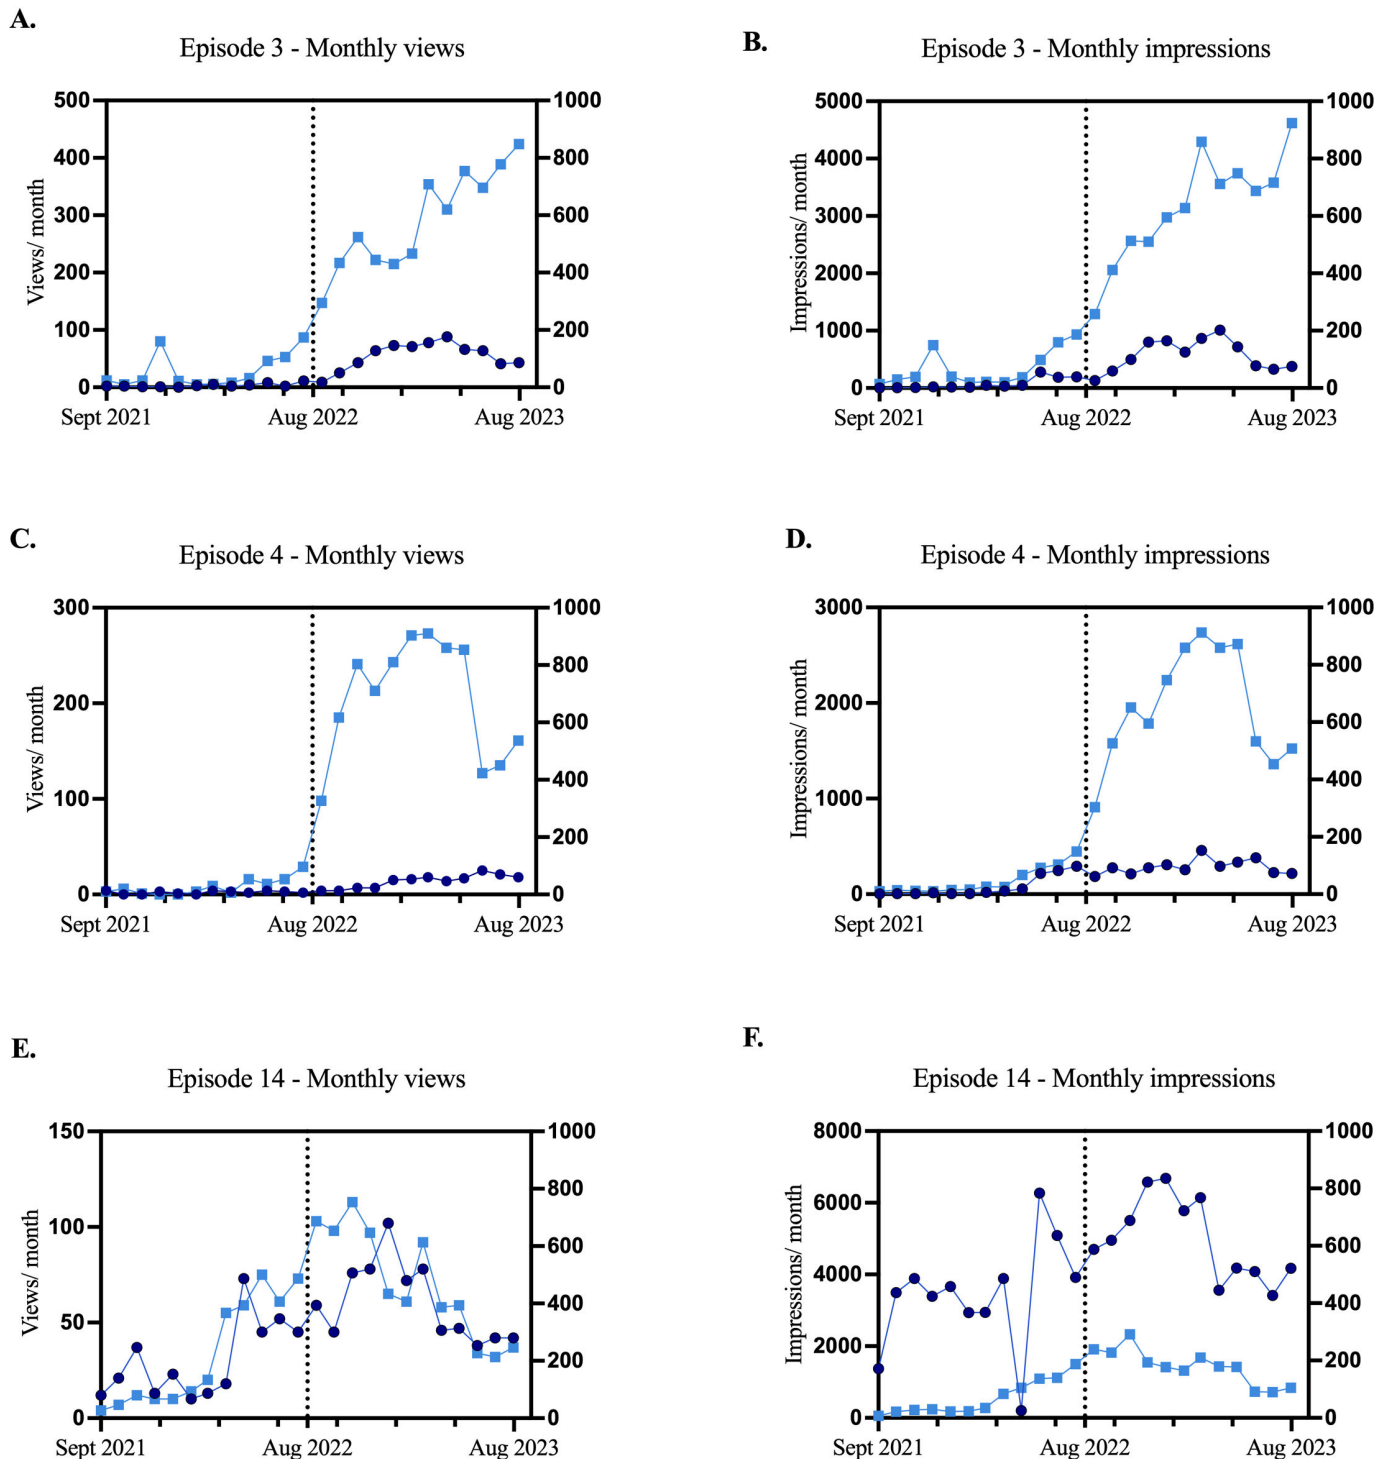 A.
Episode 3 - Monthly views
500
400
300
200
100
0
1000
800
600
400
200
0
Views/ month
Sept 2021
Aug 2022
Aug 2023
B.
Episode 3 - Monthly impressions
5000
4000
3000
2000
1000
0
1000
800
600
400
200
0
Impressions/ month
Sept 2021
Aug 2022
Aug 2023
C.
Episode 4 - Monthly views
300
200
100
0
1000
800
600
400
200
0
Views/ month
Sept 2021
Aug 2022
Aug 2023
D.
Episode 4 - Monthly impressions
3000
2000
1000
0
1000
800
600
400
200
0
Impressions/ month
Sept 2021
Aug 2022
Aug 2023
E.
Episode 14 - Monthly views
150
100
50
0
1000
800
600
400
200
0
Views/ month
Sept 2021
Aug 2022
Aug 2023
F.
Episode 14 - Monthly impressions
8000
6000
4000
2000
0
1000
800
600
400
200
0
Impressions/ month
Sept 2021
Aug 2022
Aug 2023